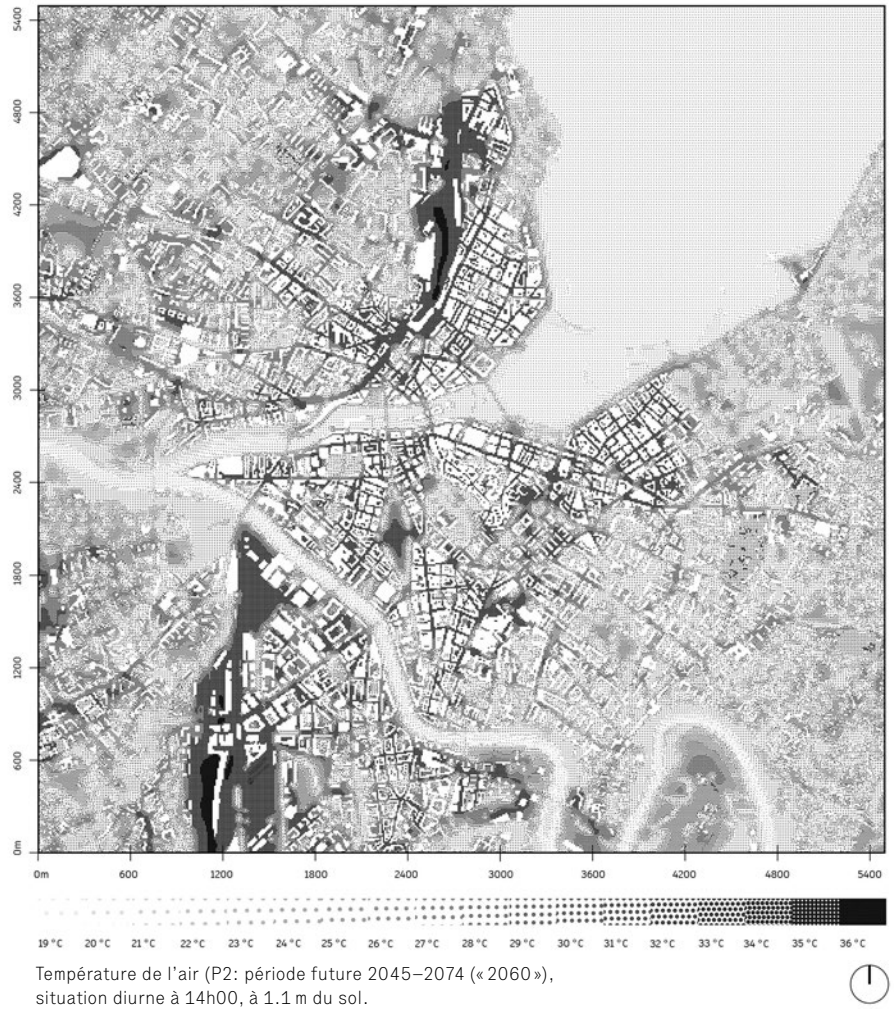 5400
4800
4200
3600
3000
2400
1800
1200
600
0m
0m 600 1200 1800 2400 3000 3600 4200 4800 5400
19°C 20°C 21°C 22°C 23°C 24°C 25°C 26°C 27°C 28°C 29°C 30°C 31°C 32°C 33°C 34°C 35°C 36°C
Température de l'air (P2: période future 2045–2074 (« 2060 »),
situation diurne à 14h00, à 1.1 m du sol.